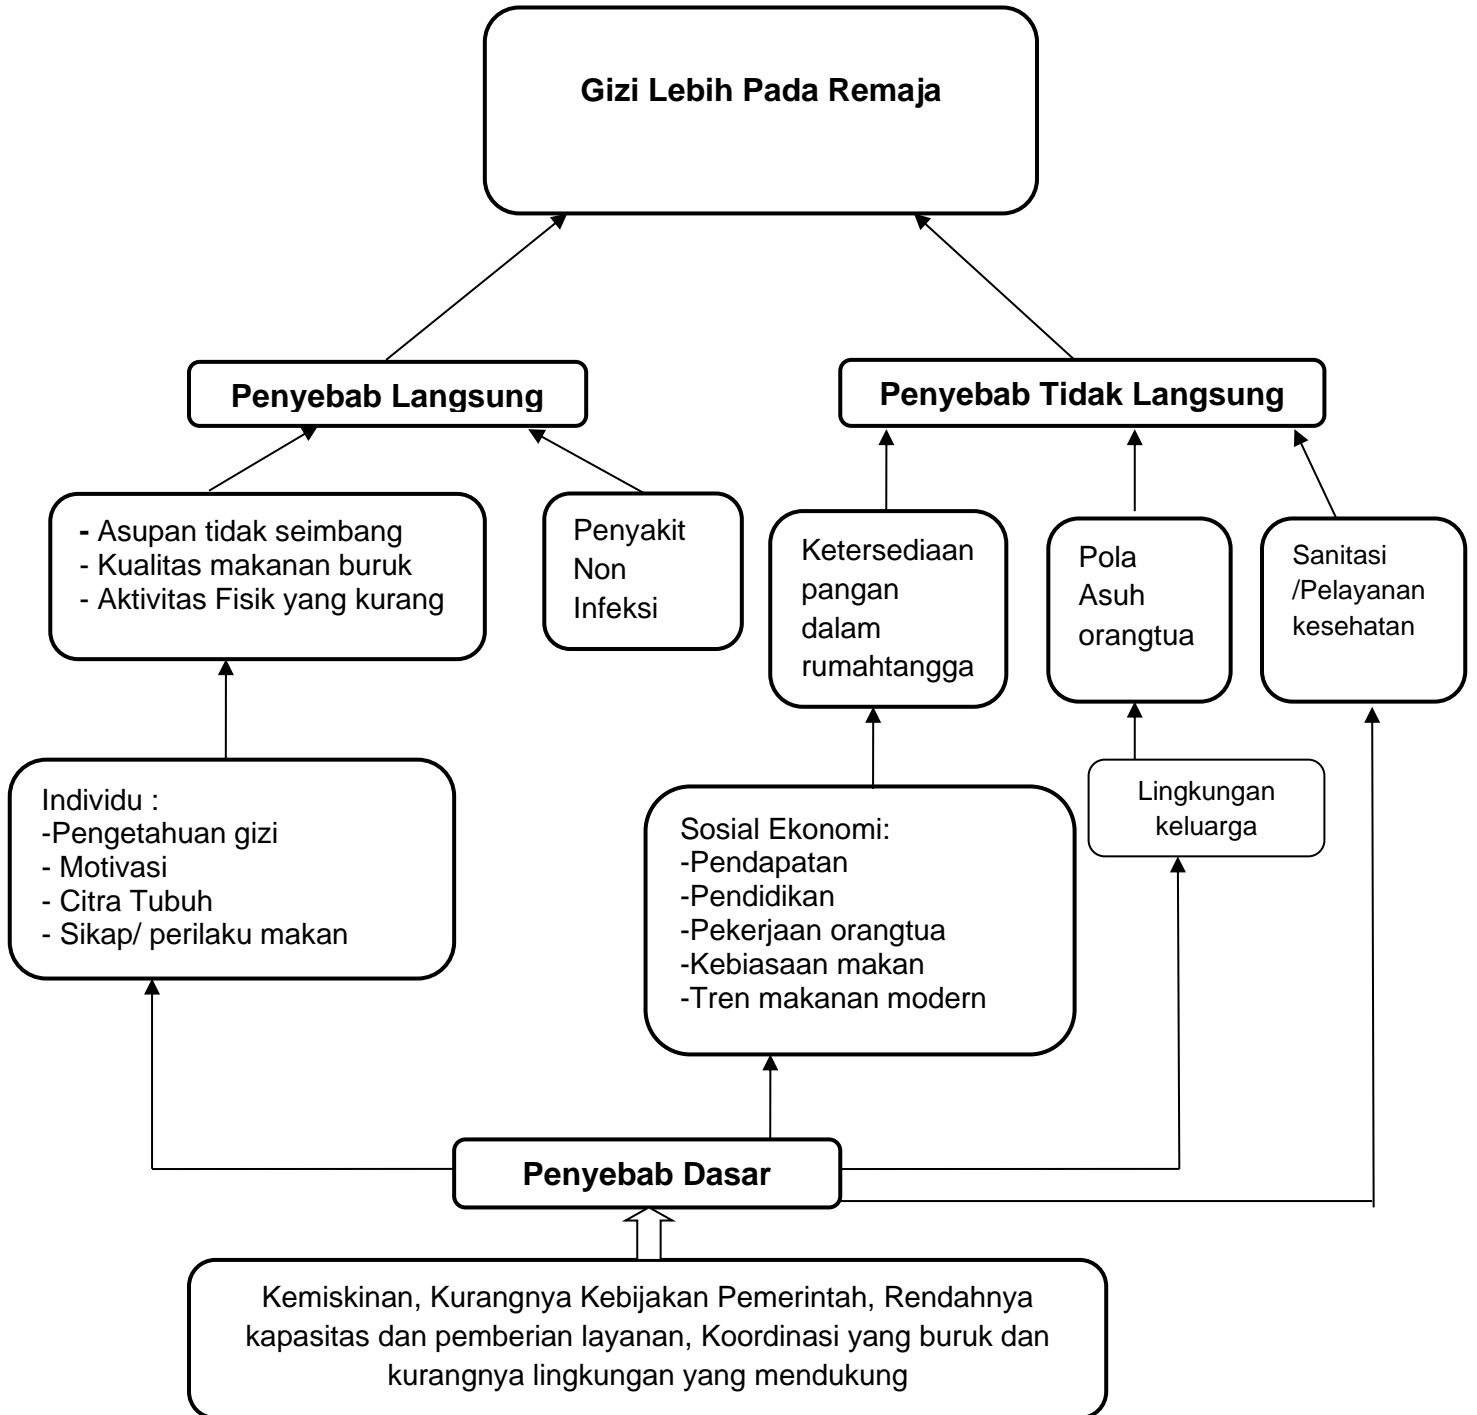 Gizi Lebih Pada Remaja
Penyebab Langsung
Penyebab Tidak Langsung
- Asupan tidak seimbang
- Kualitas makanan buruk
- Aktivitas Fisik yang kurang
Penyakit
Non
Infeksi
Ketersediaan
pangan
dalam
rumahtangga
Pola
Asuh
orangtua
Sanitasi
/Pelayanan
kesehatan
Individu :
-Pengetahuan gizi
- Motivasi
- Citra Tubuh
- Sikap/ perilaku makan
Sosial Ekonomi:
-Pendapatan
-Pendidikan
-Pekerjaan orangtua
-Kebiasaan makan
-Tren makanan modern
Lingkungan
keluarga
Penyebab Dasar
Kemiskinan, Kurangnya Kebijakan Pemerintah, Rendahnya
kapasitas dan pemberian layanan, Koordinasi yang buruk dan
kurangnya lingkungan yang mendukung